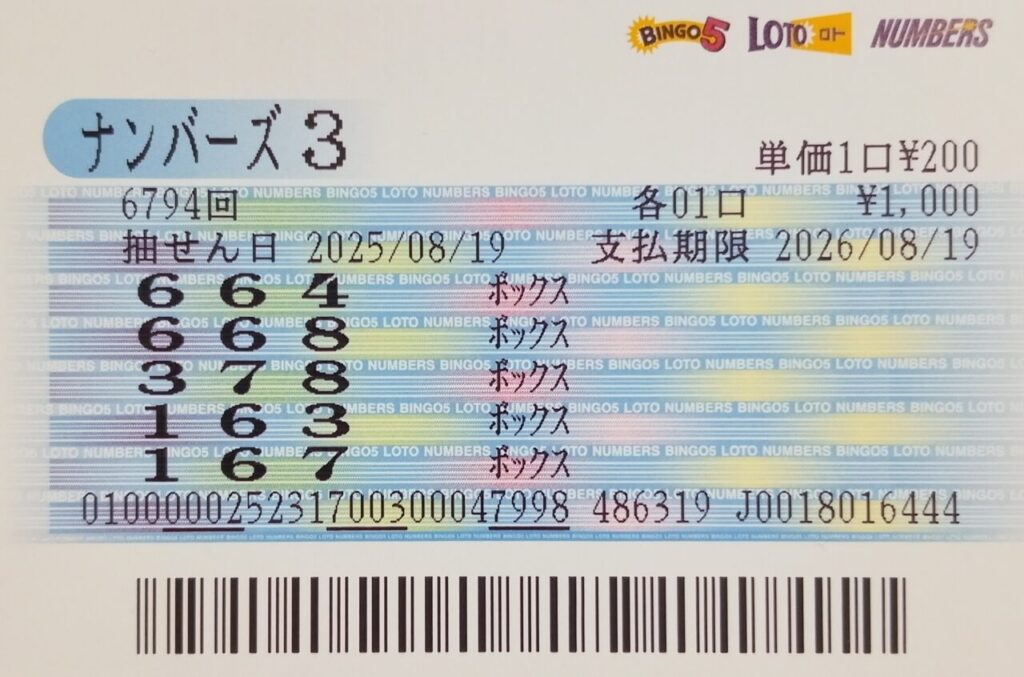 BINGO5 LOTO ロト NUMBERS
ナンバーズ3
単価1口¥200
6794回 各01口 ¥1,000
抽せん日 2025/08/19 支払期限 2026/08/19
6 6 4 ボックス
6 6 8 ボックス
3 7 8 ボックス
1 6 3 ボックス
1 6 7 ボックス
010000025231700300047998 486319 J0018016444